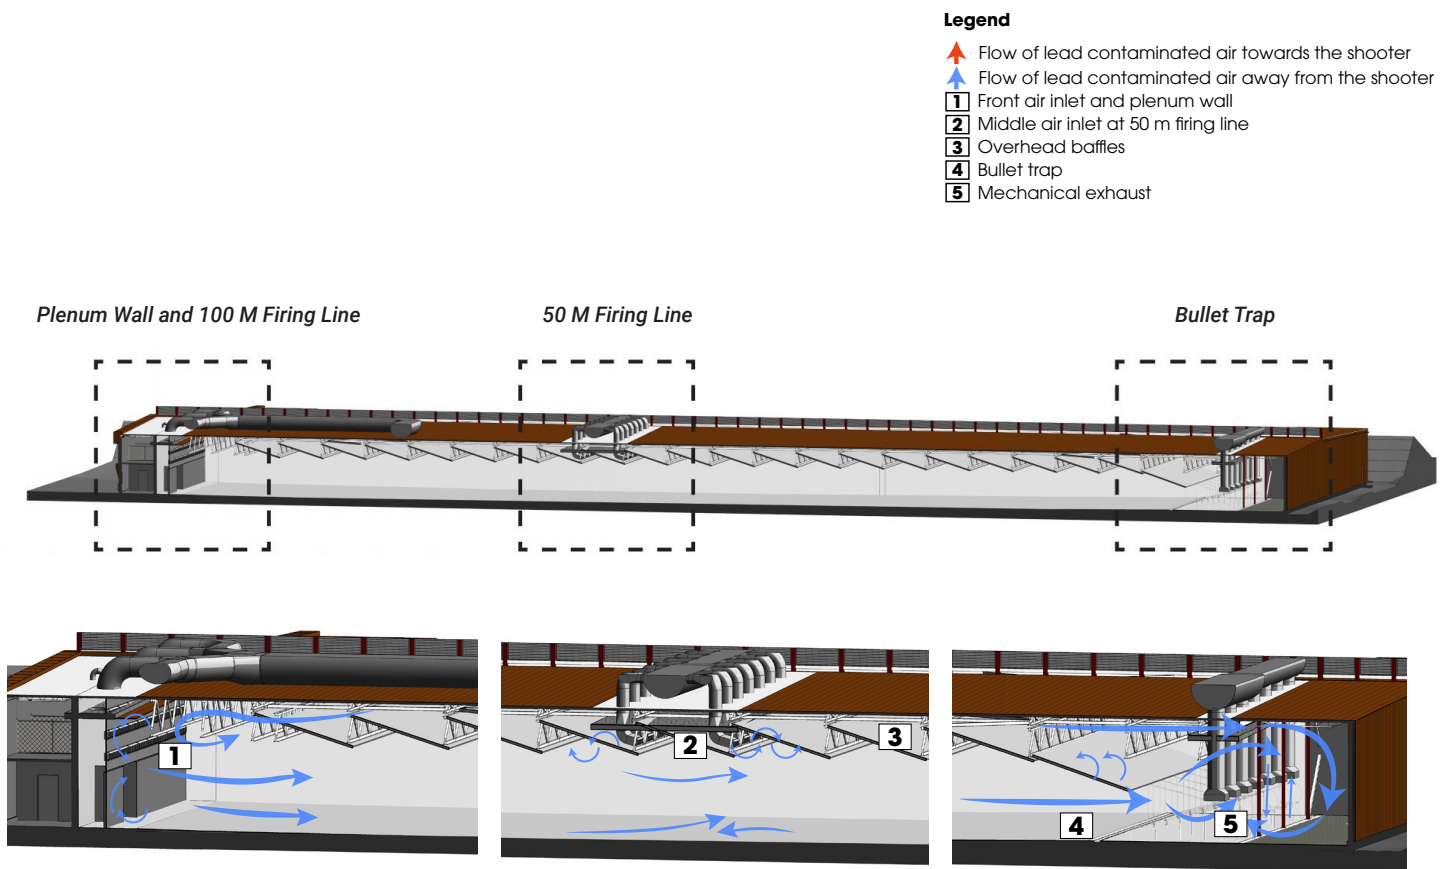 Legend
Flow of lead contaminated air towards the shooter
Flow of lead contaminated air away from the shooter
1 Front air inlet and plenum wall
2 Middle air inlet at 50 m firing line
3 Overhead baffles
4 Bullet trap
5 Mechanical exhaust
Plenum Wall and 100 M Firing Line
50 M Firing Line
Bullet Trap
1
2
3
4
5